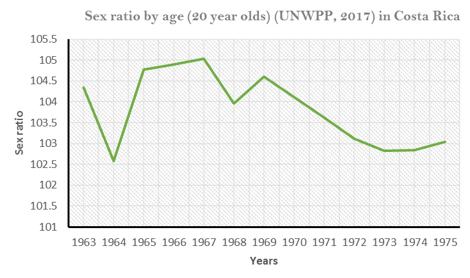 Sex ratio by age (20 year olds) (UNWPP, 2017) in Costa Rica
105.5
105
104.5
104
103.5
103
102.5
102
101.5
101
Sex ratio
1963 1964 1965 1966 1967 1968 1969 1970 1971 1972 1973 1974 1975
Years